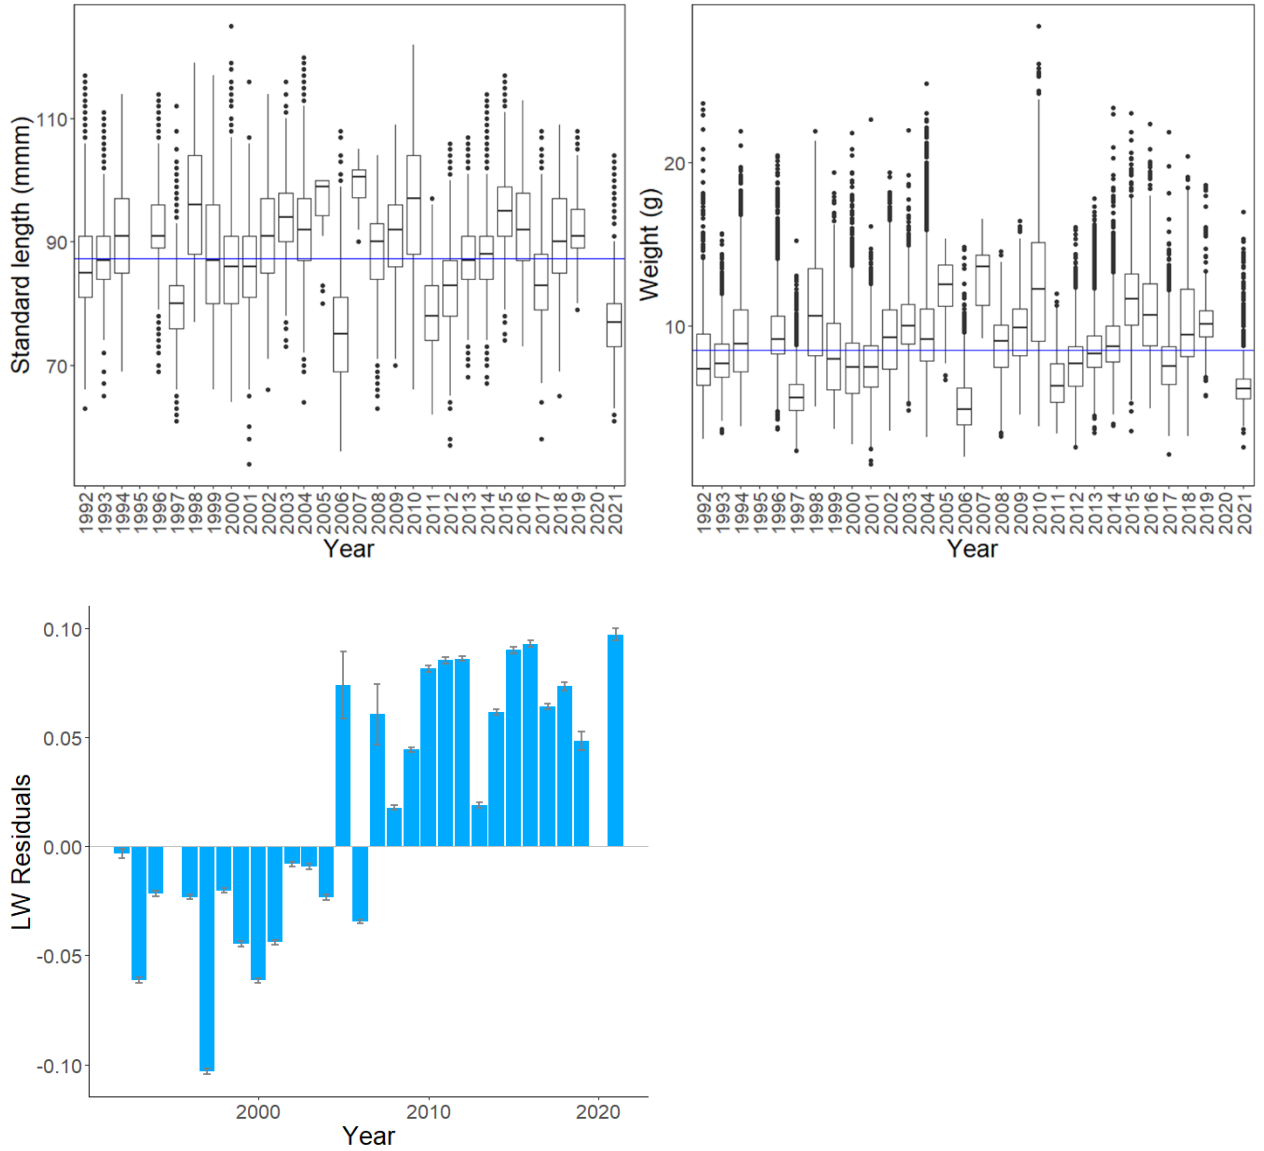 Standard length (mmm)
110
90
70
1992 1993 1994 1995 1996 1997 1998 1999 2000 2001 2002 2003 2004 2005 2006 2007 2008 2009 2010 2011 2012 2013 2014 2015 2016 2017 2018 2019 2020 2021
Year
Weight (g)
20
10
1992 1993 1994 1995 1996 1997 1998 1999 2000 2001 2002 2003 2004 2005 2006 2007 2008 2009 2010 2011 2012 2013 2014 2015 2016 2017 2018 2019 2020 2021
Year
LW Residuals
0.10
0.05
0.00
-0.05
-0.10
2000 2010 2020
Year